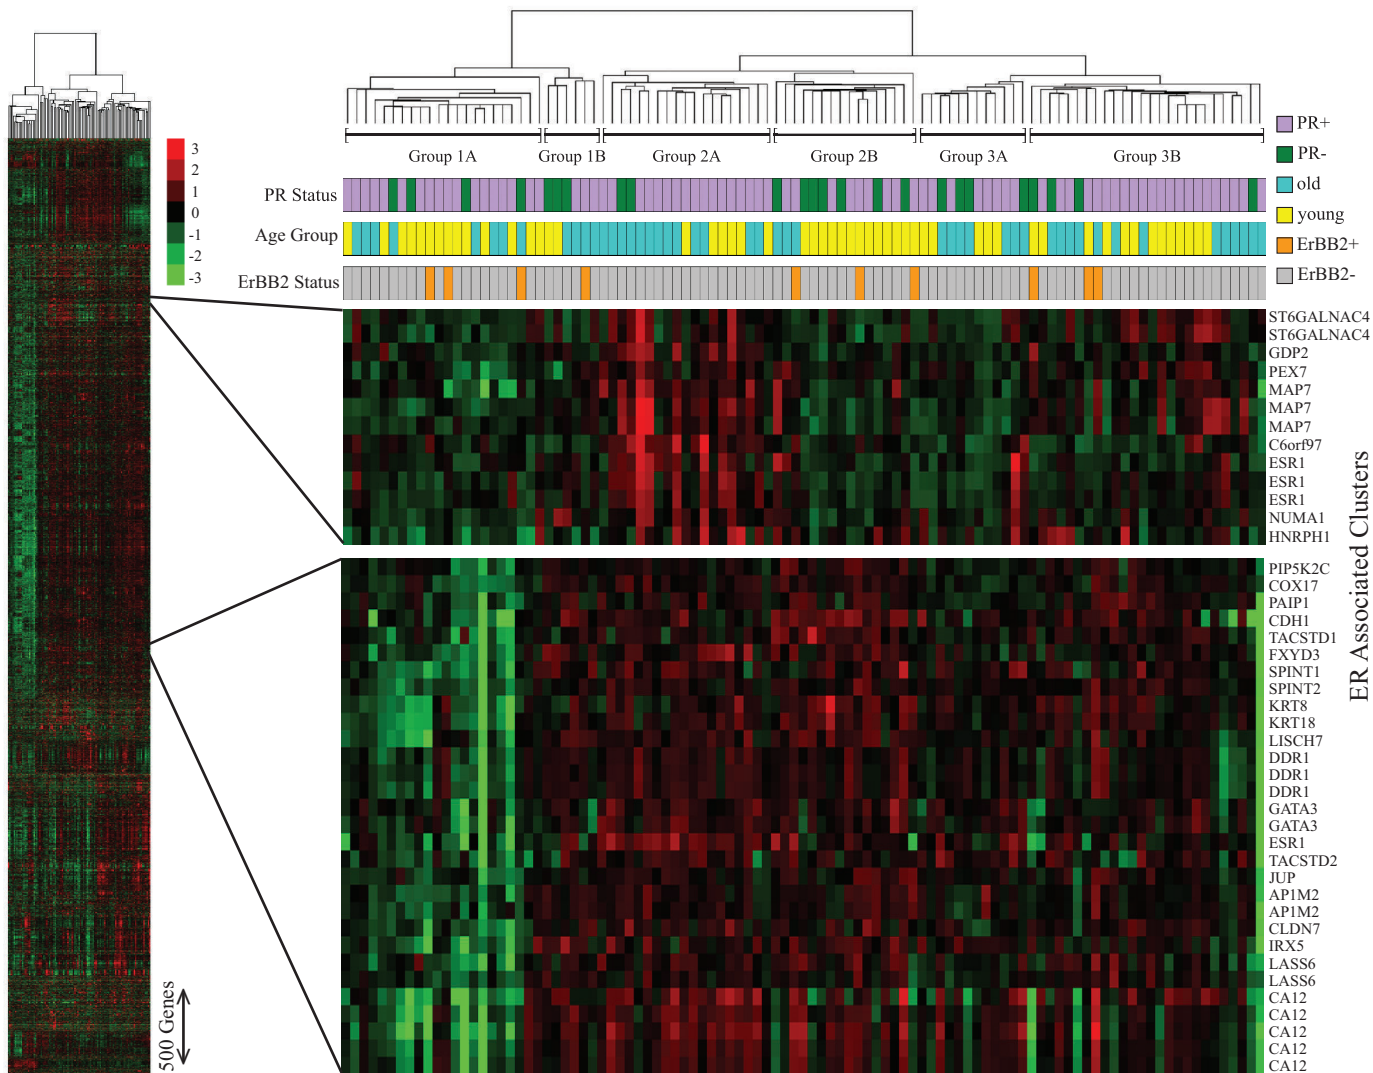 3
2
1
0
-1
-2
-3
Group 1A
Group 1B
Group 2A
Group 2B
Group 3A
Group 3B
PR Status
Age Group
ErBB2 Status
PR+
PR-
old
young
ErBB2+
ErBB2-
ST6GALNAC4
ST6GALNAC4
GDP2
PEX7
MAP7
MAP7
MAP7
C6orf97
ESR1
ESR1
ESR1
NUMA1
HNRPH1
PIP5K2C
COX17
PAIP1
CDH1
TACSTD1
FXYD3
SPINT1
SPINT2
KRT8
KRT18
LISCH7
DDR1
DDR1
DDR1
GATA3
GATA3
ESR1
TACSTD2
JUP
AP1M2
AP1M2
CLDN7
IRX5
LASS6
LASS6
CA12
CA12
CA12
CA12
CA12
ER Associated Clusters
500 Genes